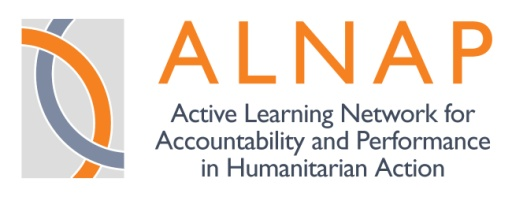 ALNAP
Active Learning Network for
Accountability and Performance
in Humanitarian Action